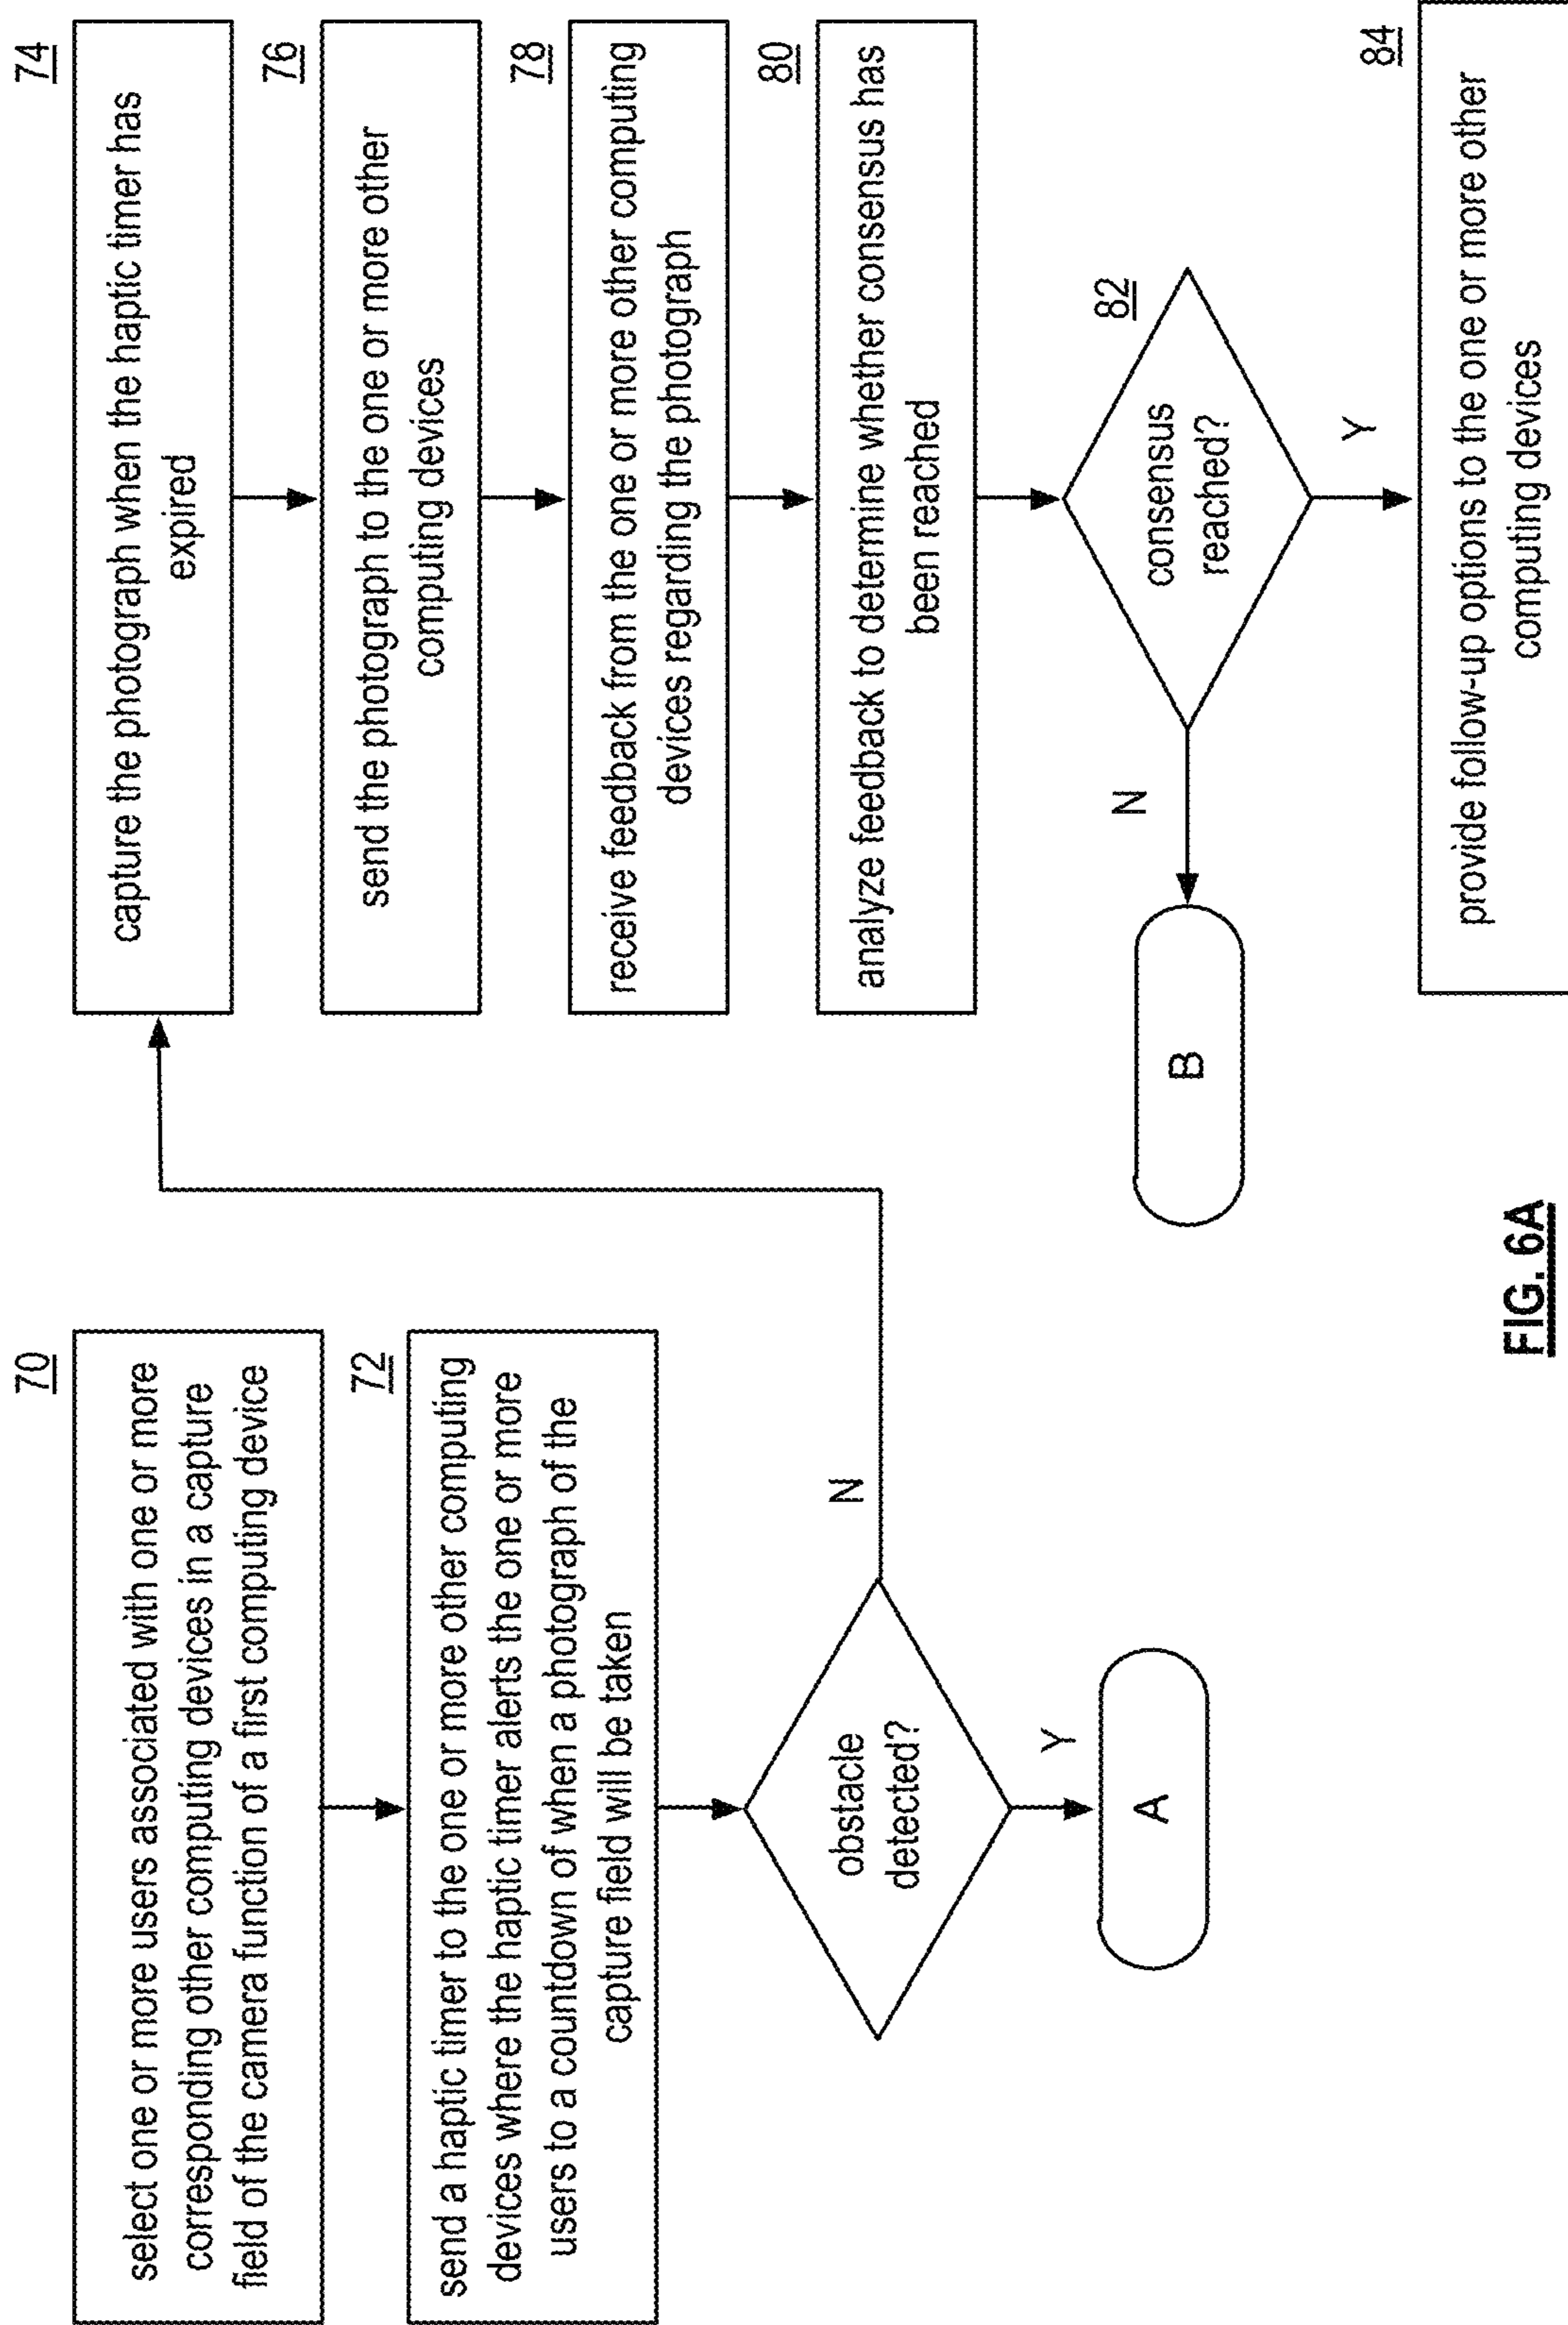 70
select one or more users associated with one or more
corresponding other computing devices in a capture
field of the camera function of a first computing device
72
send a haptic timer to the one or more other computing
devices where the haptic timer alerts the one or more
users to a countdown of when a photograph of the
capture field will be taken
obstacle
detected?
N
Y
A
74
capture the photograph when the haptic timer has
expired
76
send the photograph to the one or more other
computing devices
78
receive feedback from the one or more other computing
devices regarding the photograph
80
analyze feedback to determine whether consensus has
been reached
82
consensus
reached?
N
B
Y
84
provide follow-up options to the one or more other
computing devices
FIG. 6A